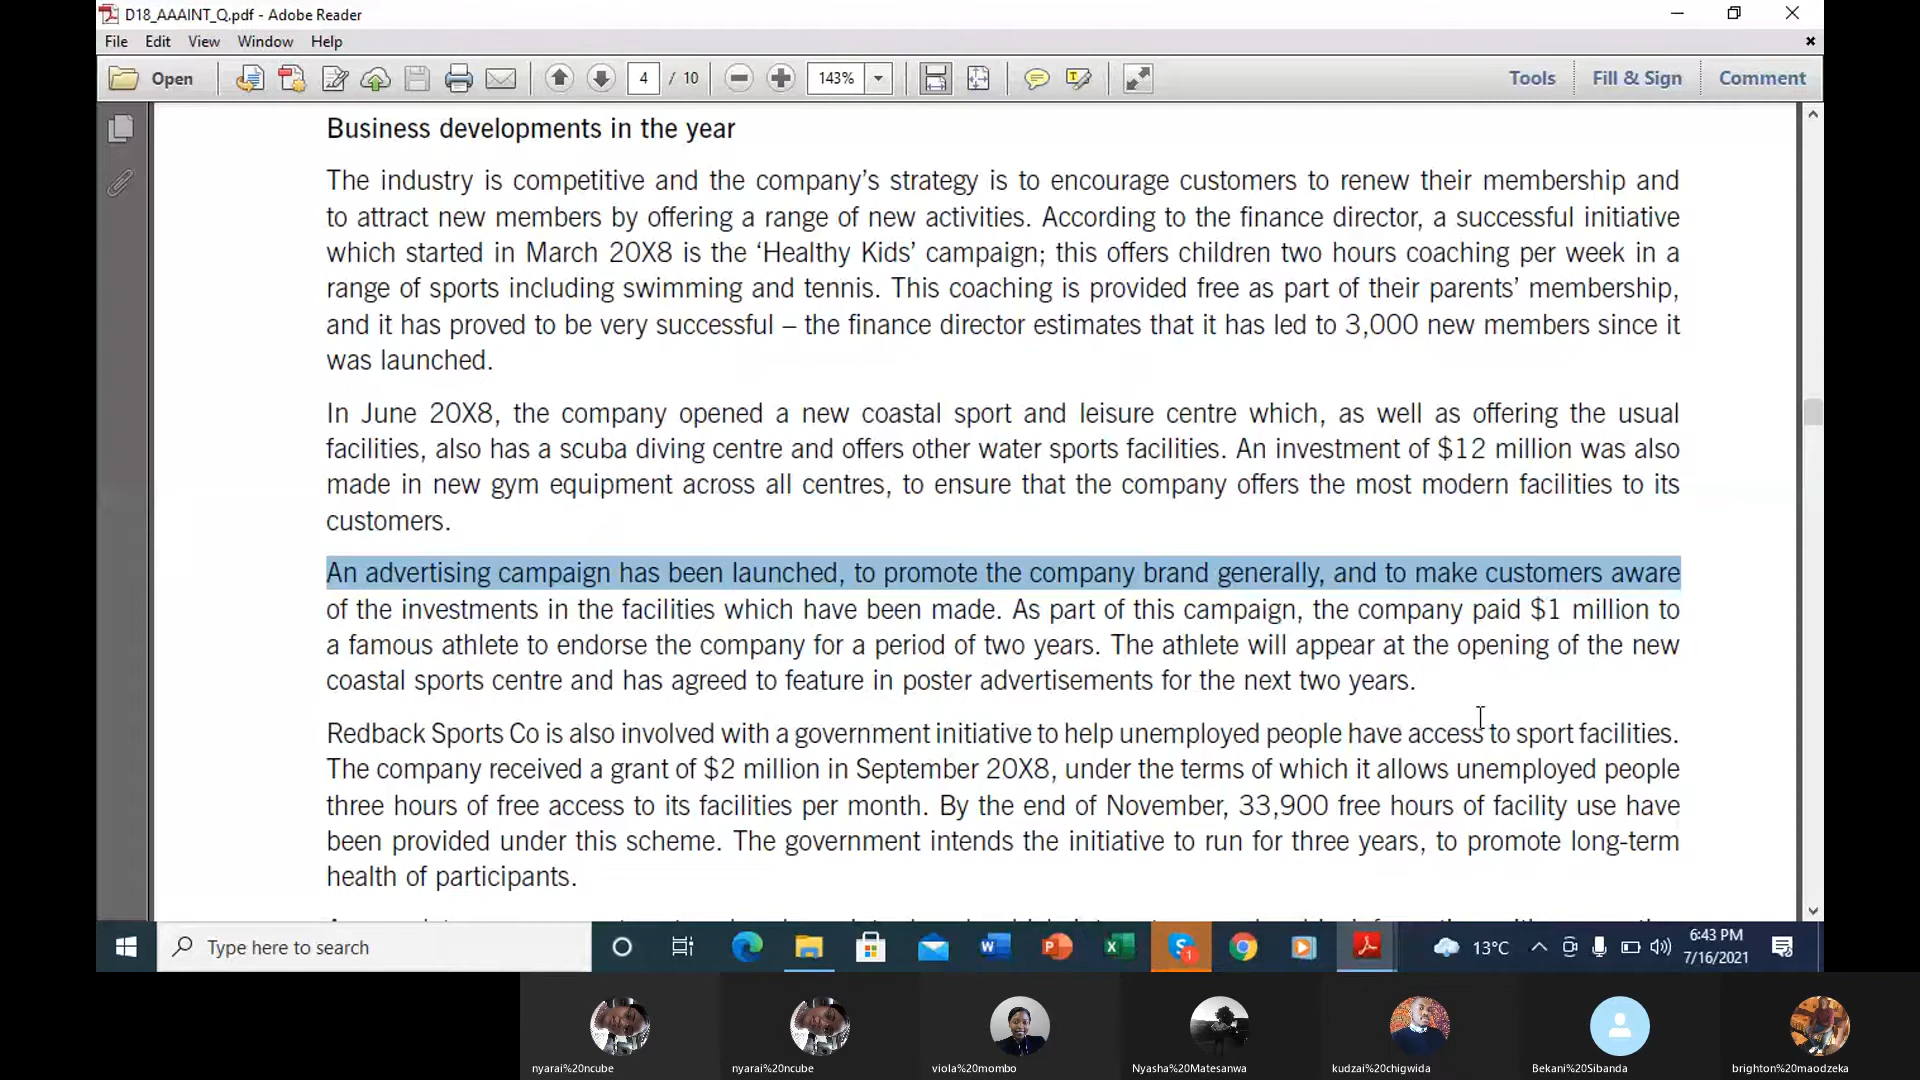 D18_AAAINT_Q.pdf - Adobe Reader
File Edit View Window Help
Open 4 / 10 143% Tools Fill & Sign Comment
Business developments in the year
The industry is competitive and the company’s strategy is to encourage customers to renew their membership and
to attract new members by offering a range of new activities. According to the finance director, a successful initiative
which started in March 20X8 is the ‘Healthy Kids’ campaign; this offers children two hours coaching per week in a
range of sports including swimming and tennis. This coaching is provided free as part of their parents’ membership,
and it has proved to be very successful – the finance director estimates that it has led to 3,000 new members since it
was launched.
In June 20X8, the company opened a new coastal sport and leisure centre which, as well as offering the usual
facilities, also has a scuba diving centre and offers other water sports facilities. An investment of $12 million was also
made in new gym equipment across all centres, to ensure that the company offers the most modern facilities to its
customers.
An advertising campaign has been launched, to promote the company brand generally, and to make customers aware
of the investments in the facilities which have been made. As part of this campaign, the company paid $1 million to
a famous athlete to endorse the company for a period of two years. The athlete will appear at the opening of the new
coastal sports centre and has agreed to feature in poster advertisements for the next two years.
Redback Sports Co is also involved with a government initiative to help unemployed people have access to sport facilities.
The company received a grant of $2 million in September 20X8, under the terms of which it allows unemployed people
three hours of free access to its facilities per month. By the end of November, 33,900 free hours of facility use have
been provided under this scheme. The government intends the initiative to run for three years, to promote long-term
health of participants.
Type here to search
13°C
6:43 PM
7/16/2021
nyarai%20ncube nyarai%20ncube viola%20mombo Nyasha%20Matesanwa kudzai%20chigwida Bekani%20Sibanda brighton%20maodzeka